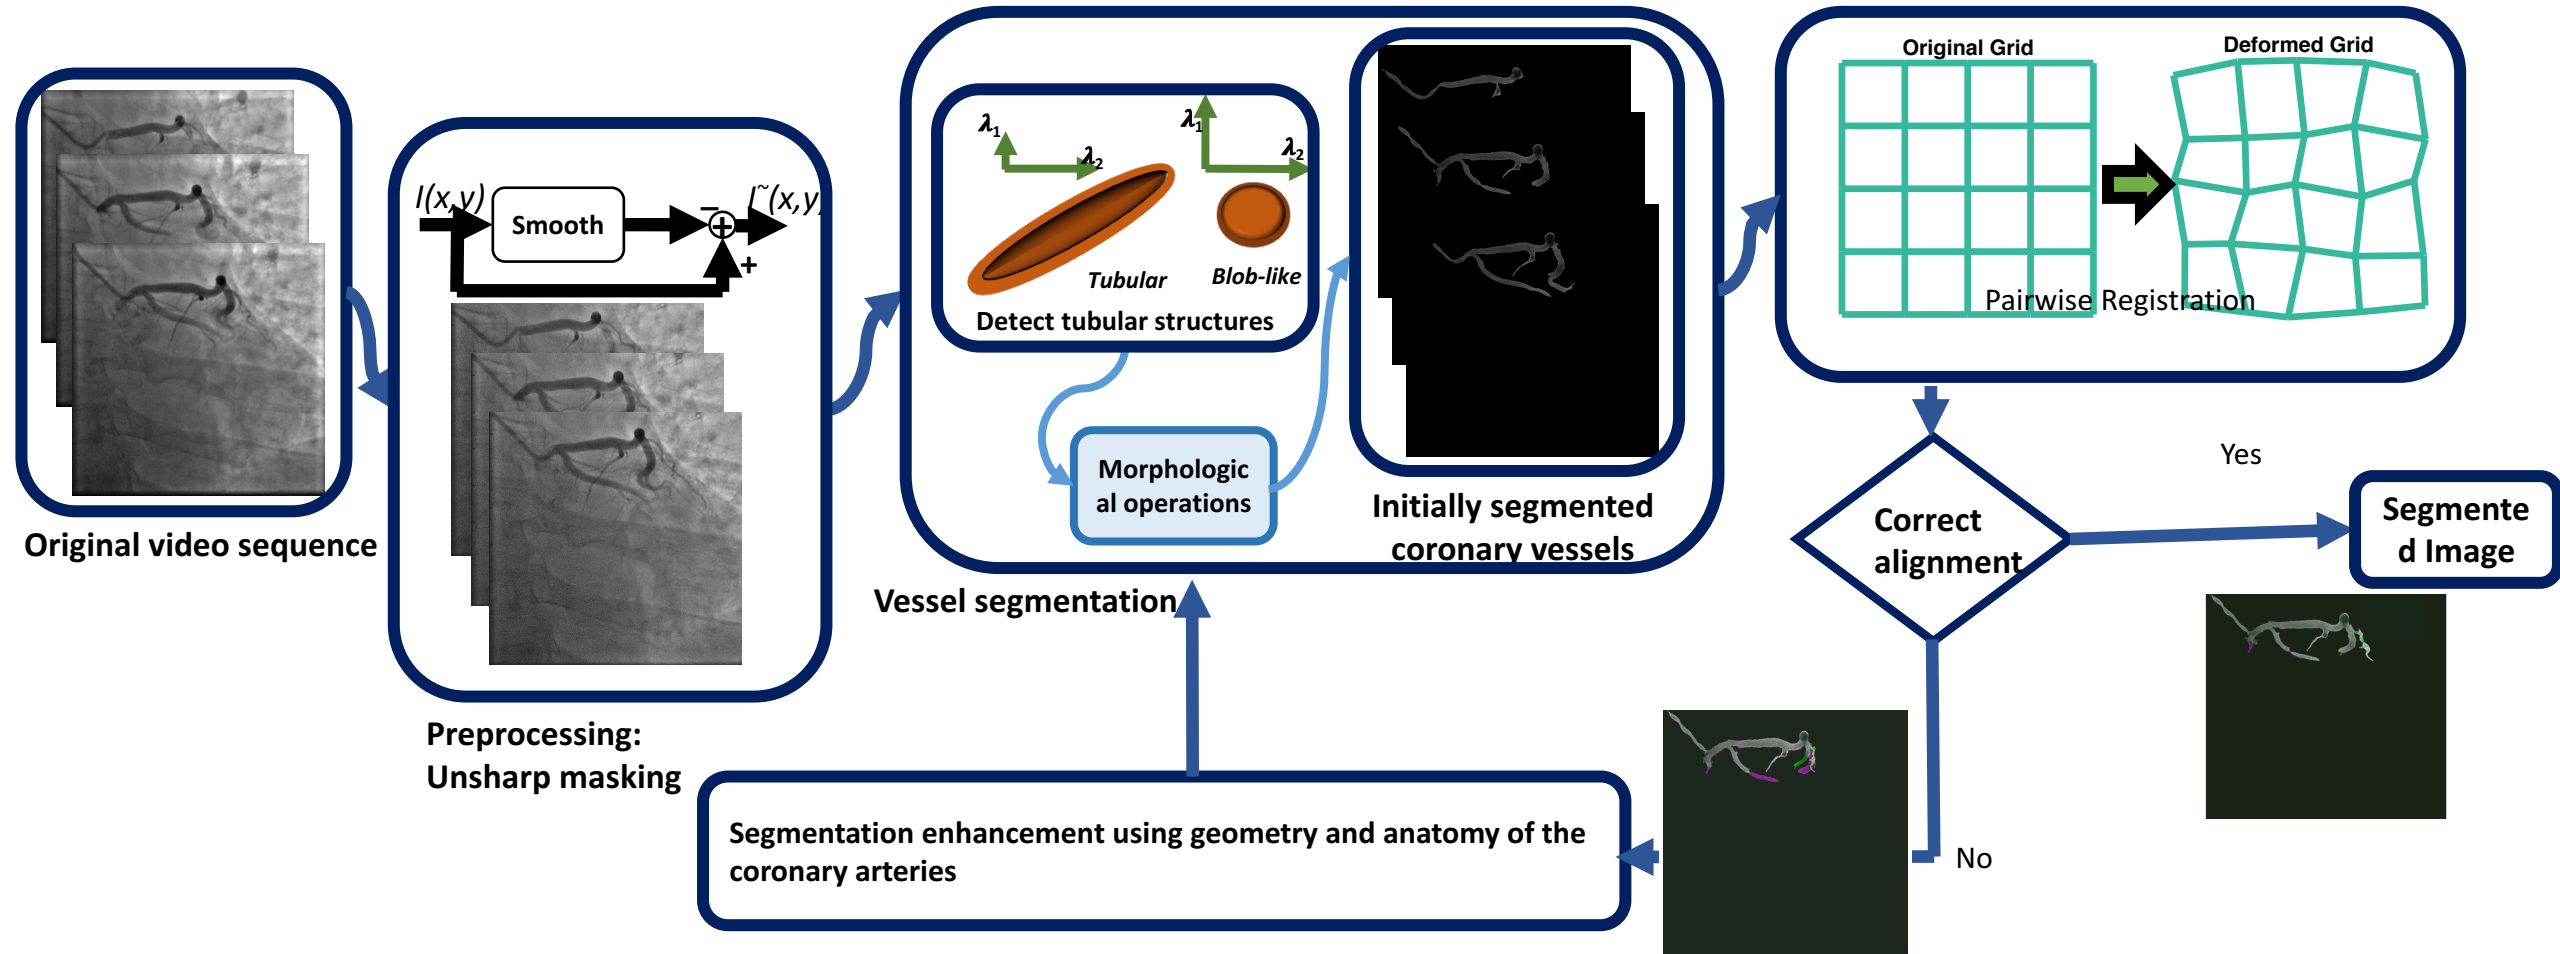 Original video sequence
I(x,y)
Smooth
−
+
+
I~(x,y)
Preprocessing:
Unsharp masking
λ1
λ2
λ1
λ2
Tubular
Blob-like
Detect tubular structures
Morphologic
al operations
Initially segmented
coronary vessels
Vessel segmentation
Original Grid
Deformed Grid
Pairwise Registration
Correct
alignment
Yes
Segmente
d Image
No
Segmentation enhancement using geometry and anatomy of the
coronary arteries